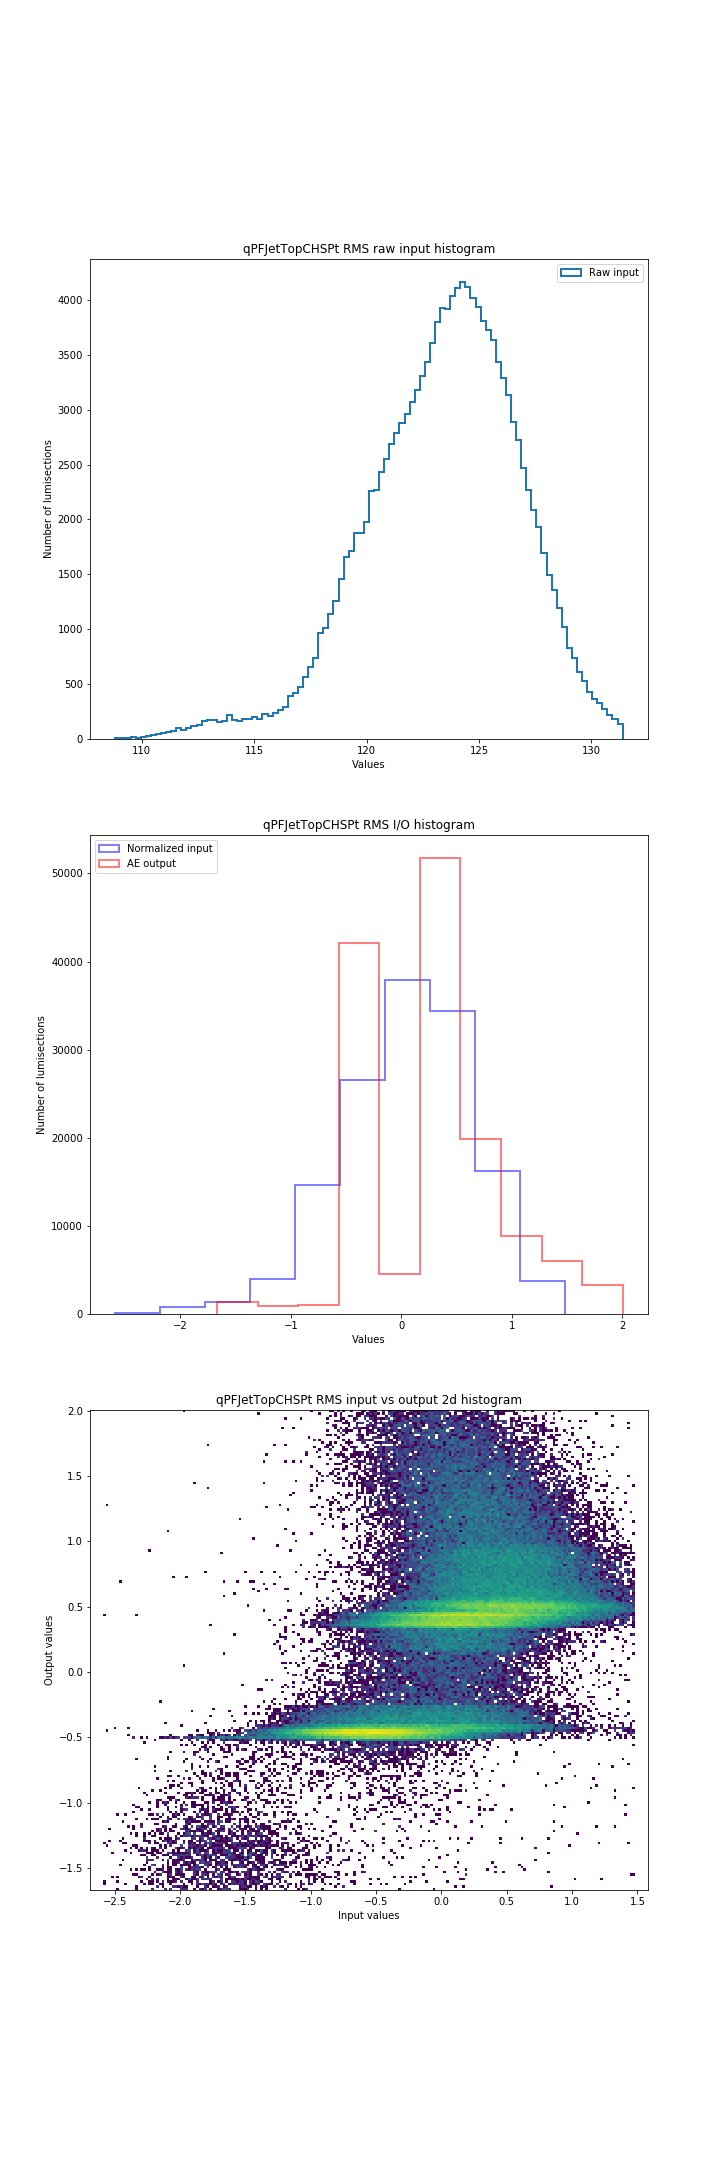 qPFJetTopCHSPt RMS raw input histogram
Raw input
4000
3500
3000
2500
2000
1500
1000
500
0
Number of lumisections
110 115 120 125 130
Values
qPFJetTopCHSPt RMS I/O histogram
Normalized input
AE output
50000
40000
30000
20000
10000
0
Number of lumisections
−2 −1 0 1 2
Values
qPFJetTopCHSPt RMS input vs output 2d histogram
2.0
1.5
1.0
0.5
0.0
−0.5
−1.0
−1.5
Output values
−2.5 −2.0 −1.5 −1.0 −0.5 0.0 0.5 1.0 1.5
Input values